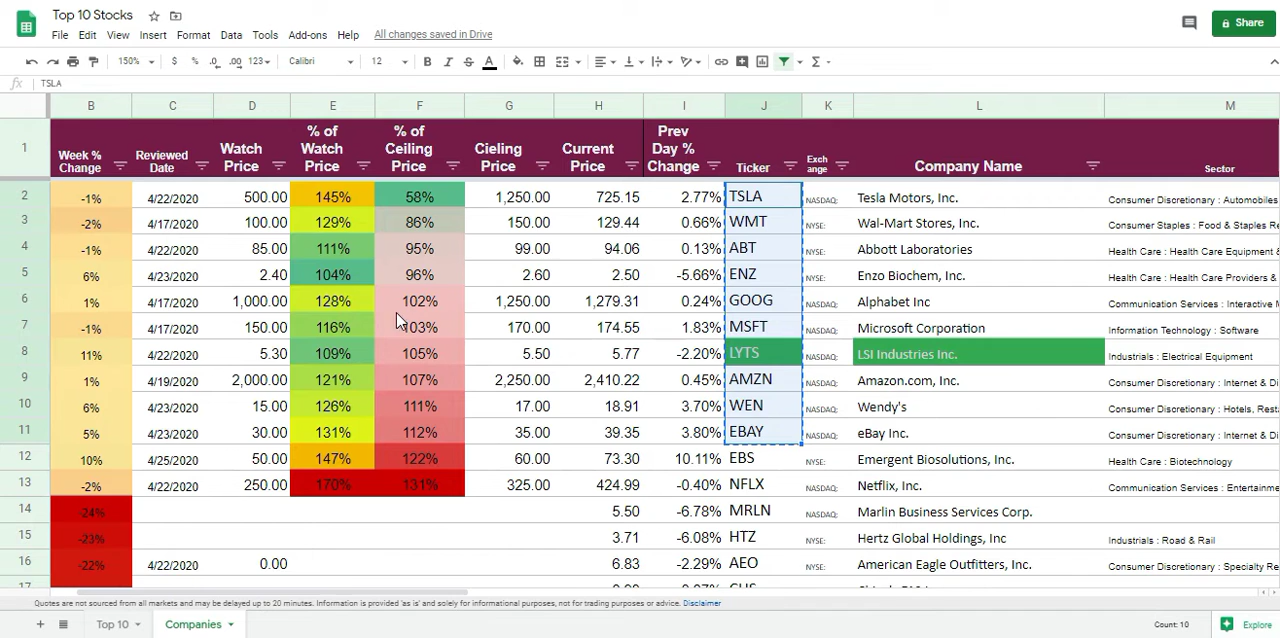 Top 10 Stocks
File Edit View Insert Format Data Tools Add-ons Help All changes saved in Drive
Share
150% $ % .0 .00 123 Calibri 12 B I S A
fx TSLA
B C D E F G H I J K L M
1 Week % Change Reviewed Date Watch Price % of Watch Price % of Ceiling Price Cieling Price Current Price Prev Day % Change Ticker Exch ange Company Name Sector
2 -1% 4/22/2020 500.00 145% 58% 1,250.00 725.15 2.77% TSLA NASDAQ: Tesla Motors, Inc. Consumer Discretionary : Automobiles
3 -2% 4/17/2020 100.00 129% 86% 150.00 129.44 0.66% WMT NYSE: Wal-Mart Stores, Inc. Consumer Staples : Food & Staples Re
4 -1% 4/22/2020 85.00 111% 95% 99.00 94.06 0.13% ABT NYSE: Abbott Laboratories Health Care : Health Care Equipment &
5 6% 4/23/2020 2.40 104% 96% 2.60 2.50 -5.66% ENZ NYSE: Enzo Biochem, Inc. Health Care : Health Care Providers &
6 1% 4/17/2020 1,000.00 128% 102% 1,250.00 1,279.31 0.24% GOOG NASDAQ: Alphabet Inc Communication Services : Interactive
7 -1% 4/17/2020 150.00 116% 103% 170.00 174.55 1.83% MSFT NASDAQ: Microsoft Corporation Information Technology : Software
8 11% 4/22/2020 5.30 109% 105% 5.50 5.77 -2.20% LYTS NASDAQ: LSI Industries Inc. Industrials : Electrical Equipment
9 1% 4/19/2020 2,000.00 121% 107% 2,250.00 2,410.22 0.45% AMZN NASDAQ: Amazon.com, Inc. Consumer Discretionary : Internet & Di
10 6% 4/23/2020 15.00 126% 111% 17.00 18.91 3.70% WEN NASDAQ: Wendy's Consumer Discretionary : Hotels, Resta
11 5% 4/23/2020 30.00 131% 112% 35.00 39.35 3.80% EBAY NASDAQ: eBay Inc. Consumer Discretionary : Internet & Di
12 10% 4/25/2020 50.00 147% 122% 60.00 73.30 10.11% EBS NYSE: Emergent Biosolutions, Inc. Health Care : Biotechnology
13 -2% 4/22/2020 250.00 170% 131% 325.00 424.99 -0.40% NFLX NASDAQ: Netflix, Inc. Communication Services : Entertainme
14 -24% 5.50 -6.78% MRLN NASDAQ: Marlin Business Services Corp.
15 -23% 3.71 -6.08% HTZ NYSE: Hertz Global Holdings, Inc Industrials : Road & Rail
16 -22% 4/22/2020 0.00 6.83 -2.29% AEO NYSE: American Eagle Outfitters, Inc. Consumer Discretionary : Specialty Re
17
Quotes are not sourced from all markets and may be delayed up to 20 minutes. Information is provided 'as is' and solely for informational purposes, not for trading purposes or advice. Disclaimer
Top 10 Companies Count: 10 Explore